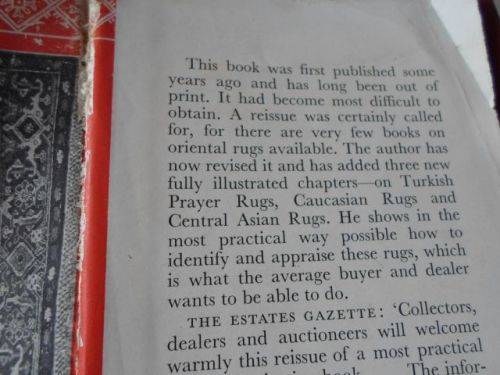 This book was first published some
years ago and has long been out of
print. It had become most difficult to
obtain. A reissue was certainly called
for, for there are very few books on
oriental rugs available. The author has
now revised it and has added three new
fully illustrated chapters—on Turkish
Prayer Rugs, Caucasian Rugs and
Central Asian Rugs. He shows in the
most practical way possible how to
identify and appraise these rugs, which
is what the average buyer and dealer
wants to be able to do.
THE ESTATES GAZETTE: 'Collectors,
dealers and auctioneers will welcome
warmly this reissue of a most practical
book The infor-